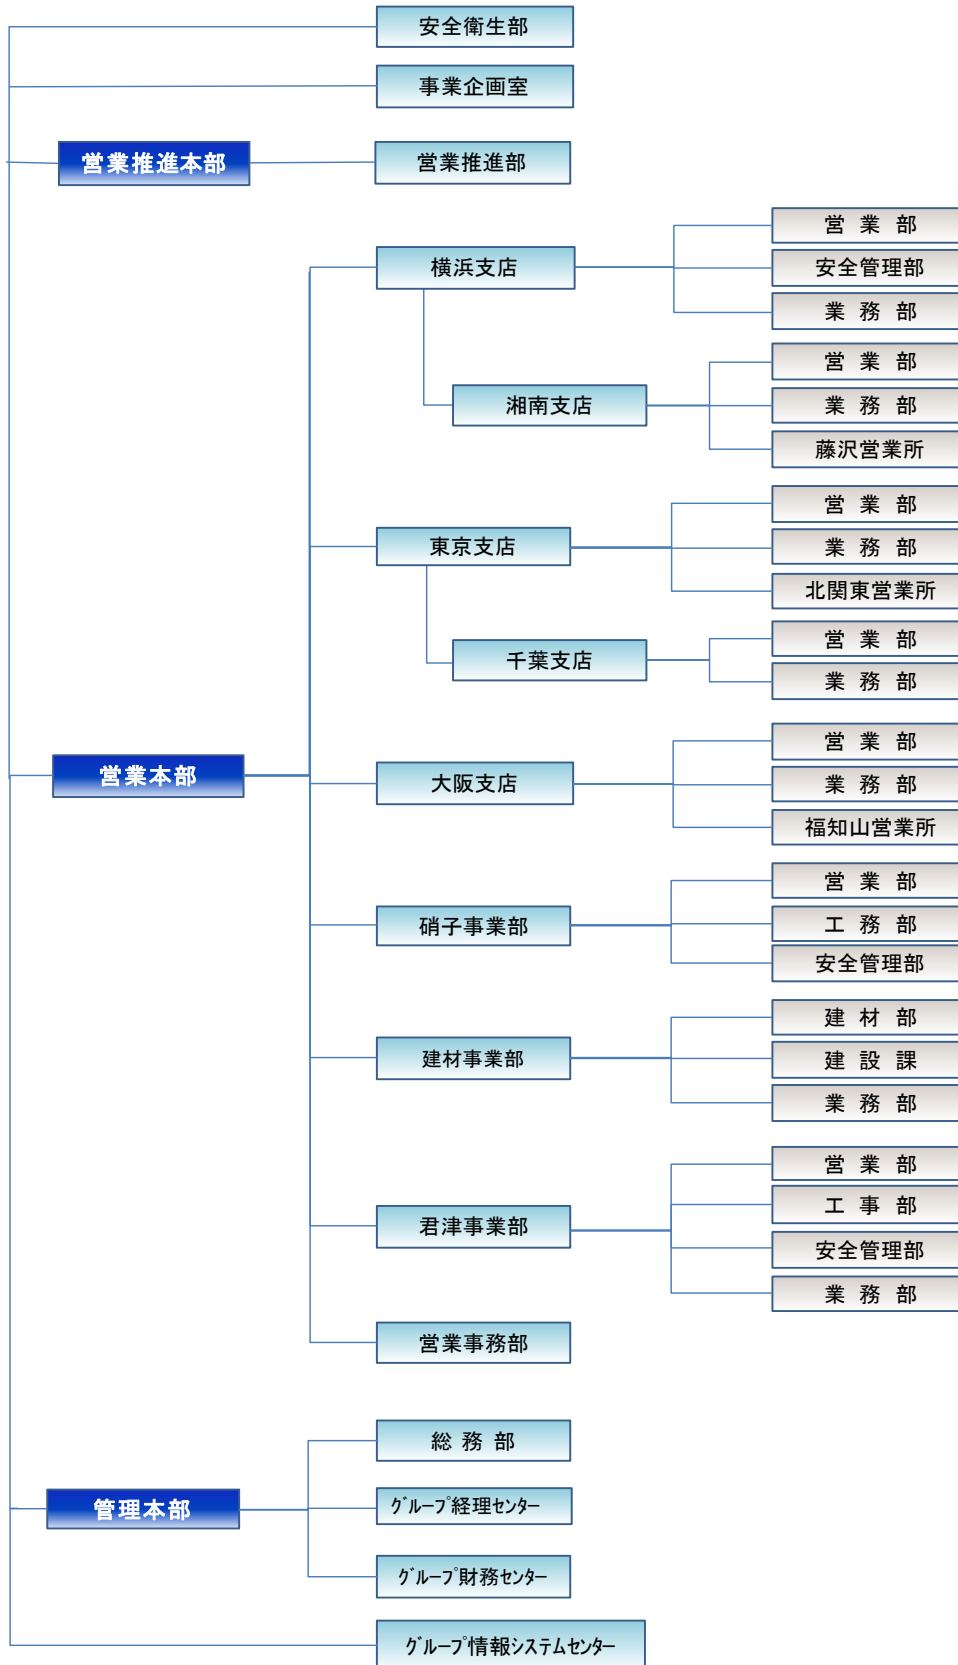 安全衛生部
事業企画室
営業推進本部
営業推進部
横浜支店
営 業 部
安全管理部
業 務 部
湘南支店
営 業 部
業 務 部
藤沢営業所
東京支店
営 業 部
業 務 部
北関東営業所
千葉支店
営 業 部
業 務 部
営業本部
大阪支店
営 業 部
業 務 部
福知山営業所
硝子事業部
営 業 部
工 務 部
安全管理部
建材事業部
建 材 部
建 設 課
業 務 部
君津事業部
営 業 部
工 事 部
安全管理部
業 務 部
営業事務部
管理本部
総 務 部
グループ経理センター
グループ財務センター
グループ情報システムセンター